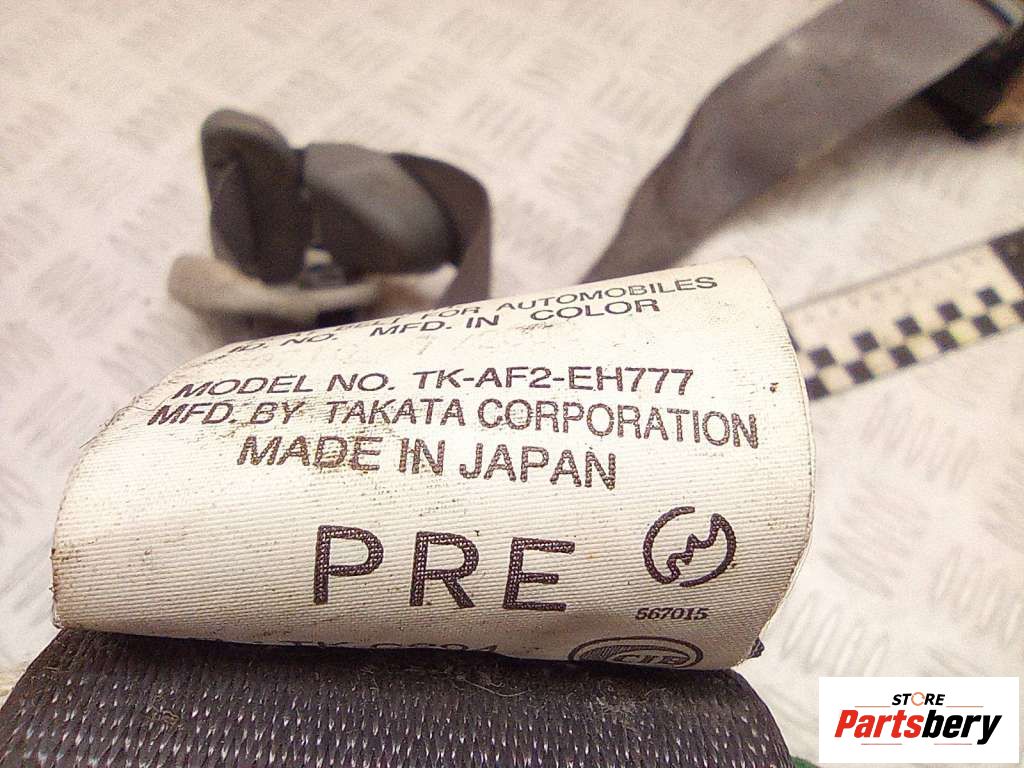 FOR AUTOMOBILES
NO. MFD. IN COLOR
MODEL NO. TK-AF2-EH777
MFD. BY TAKATA CORPORATION
MADE IN JAPAN
PRE
567015
STORE
Partsbery